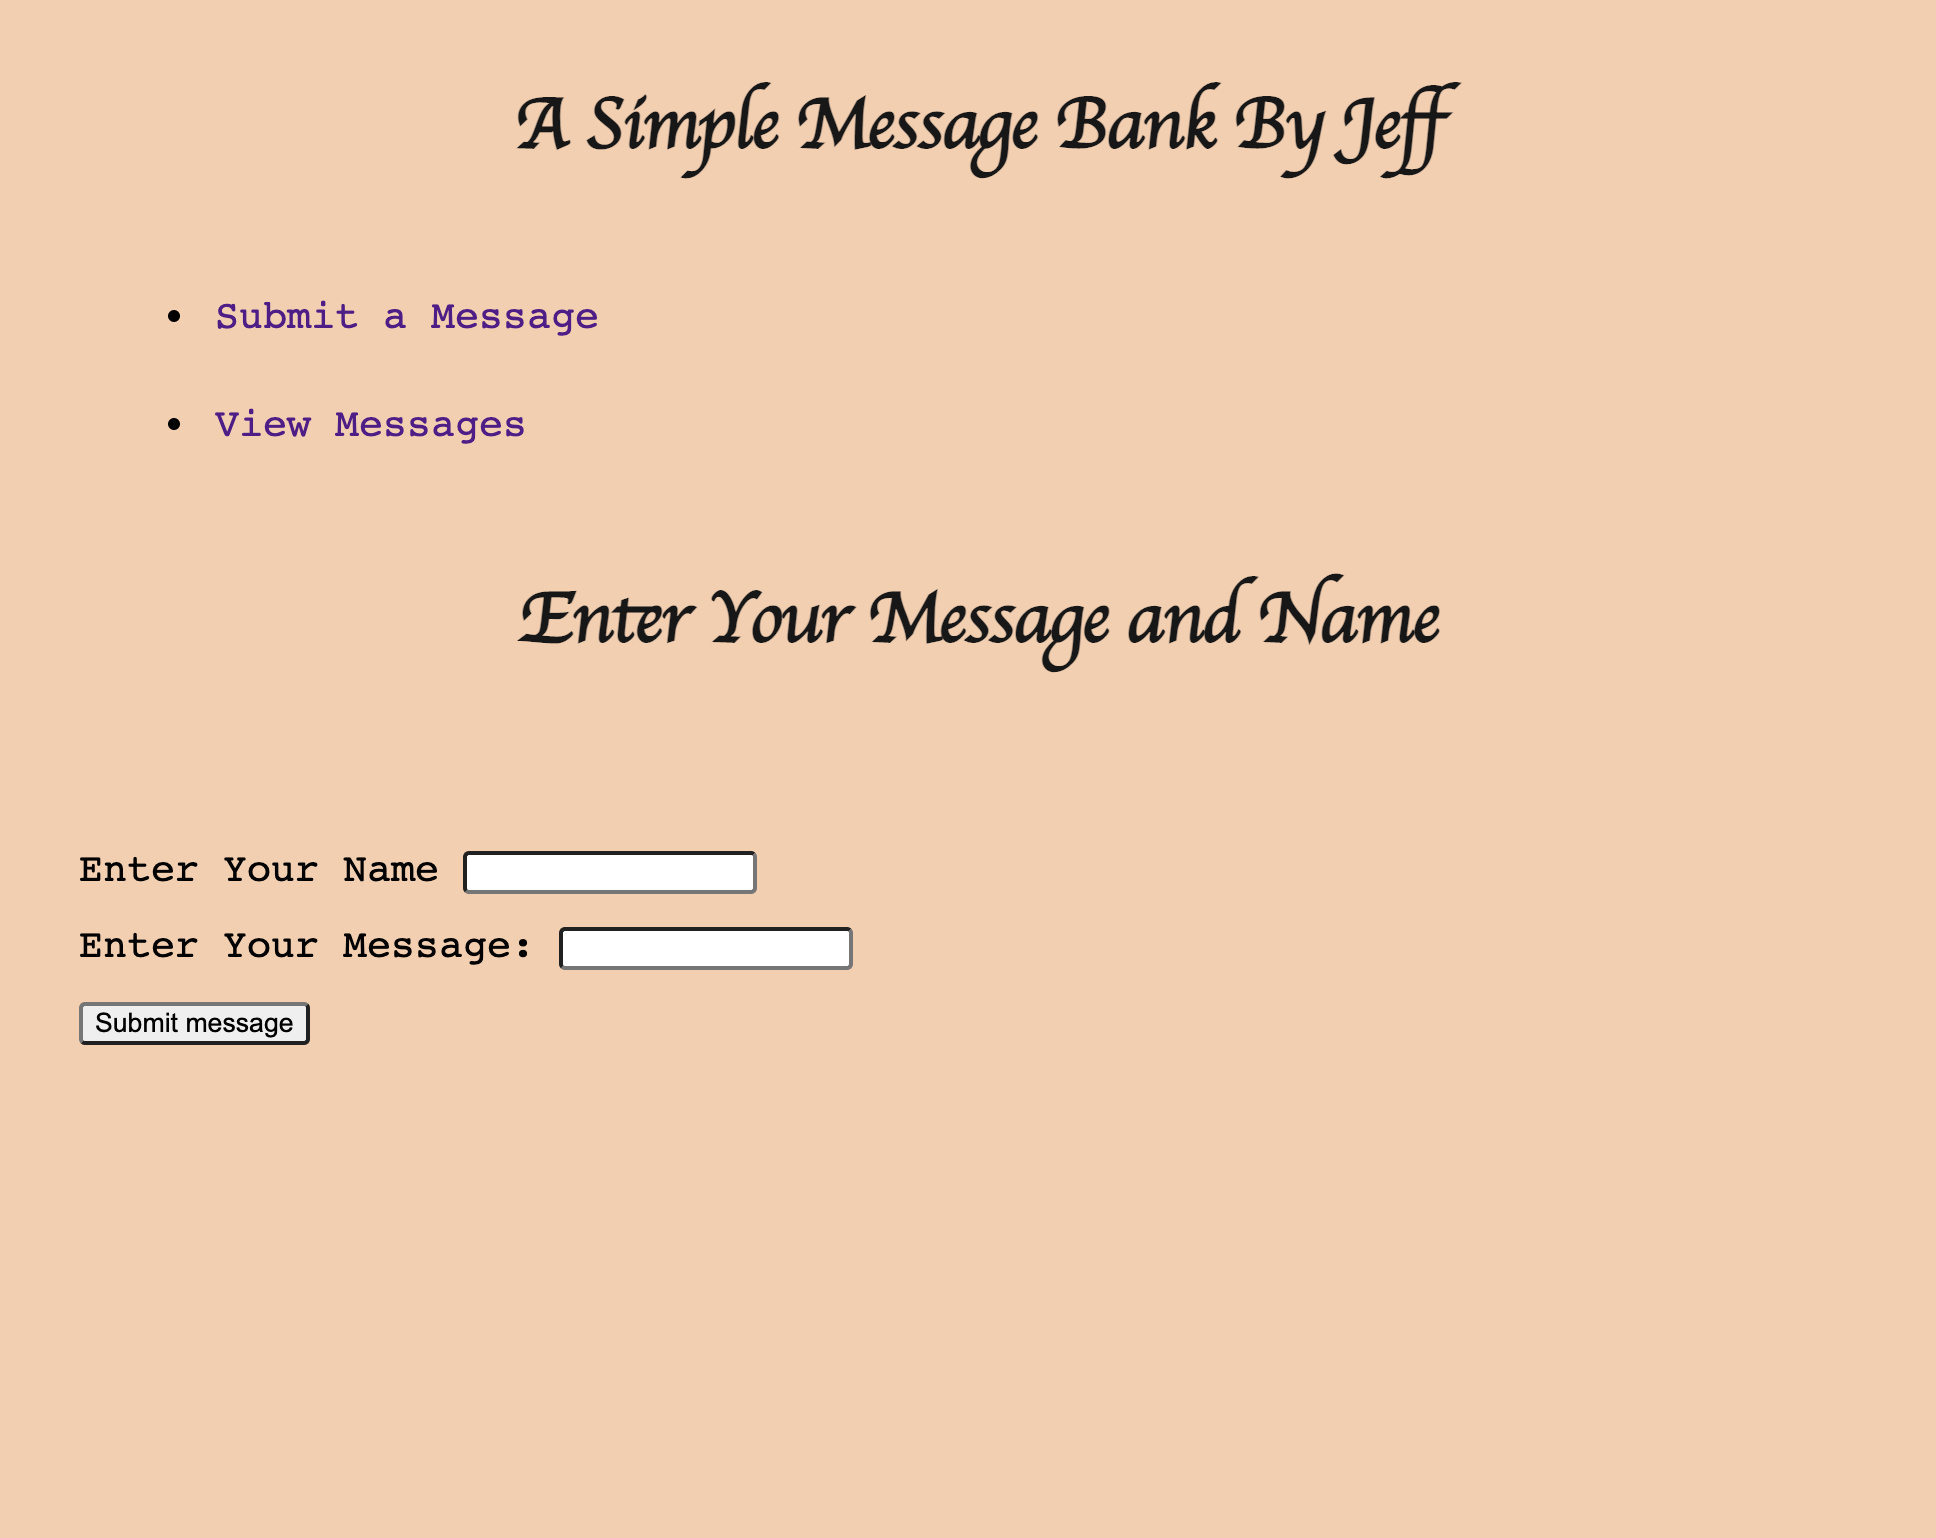 A Simple Message Bank By Jeff
Submit a Message
View Messages
Enter Your Message and Name
Enter Your Name
Enter Your Message:
Submit message